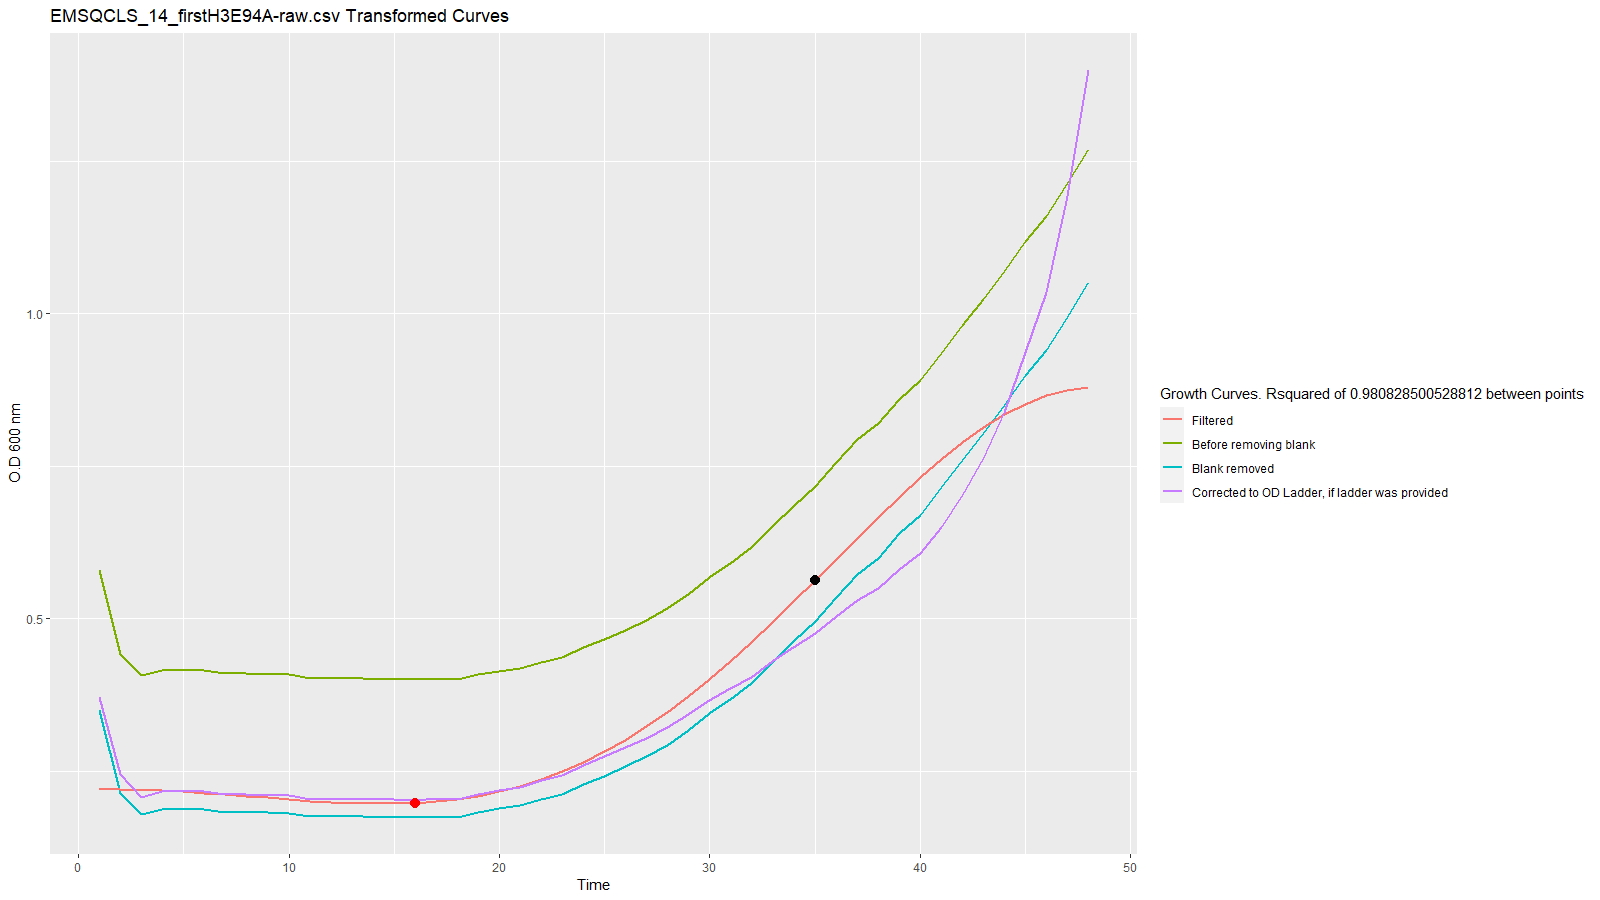 EMSQCLS_14_firstH3E94A-raw.csv Transformed Curves
1.0
0.5
O.D 600 nm
0
10
20
30
40
50
Time
Growth Curves. Rsquared of 0.980828500528812 between points
Filtered
Before removing blank
Blank removed
Corrected to OD Ladder, if ladder was provided